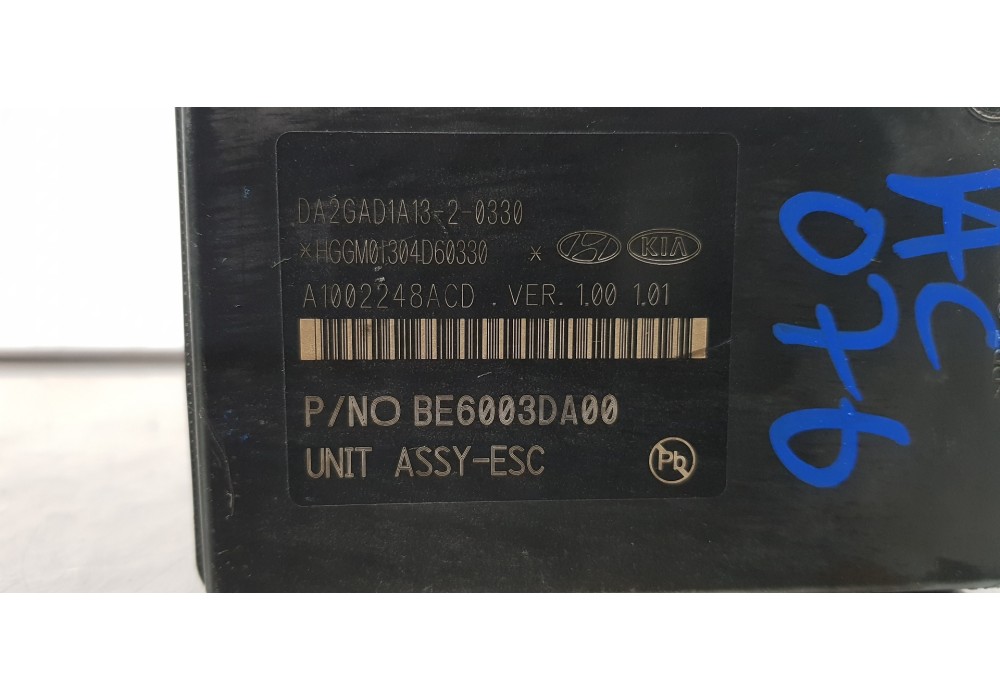 DA2GAD1A13-2-0330
*HGGM01304D60330 * KIA
A1002248ACD . VER. 1.00 1.01
P/NO BE6003DA00
UNIT ASSY-ESC
Pb
AC
076